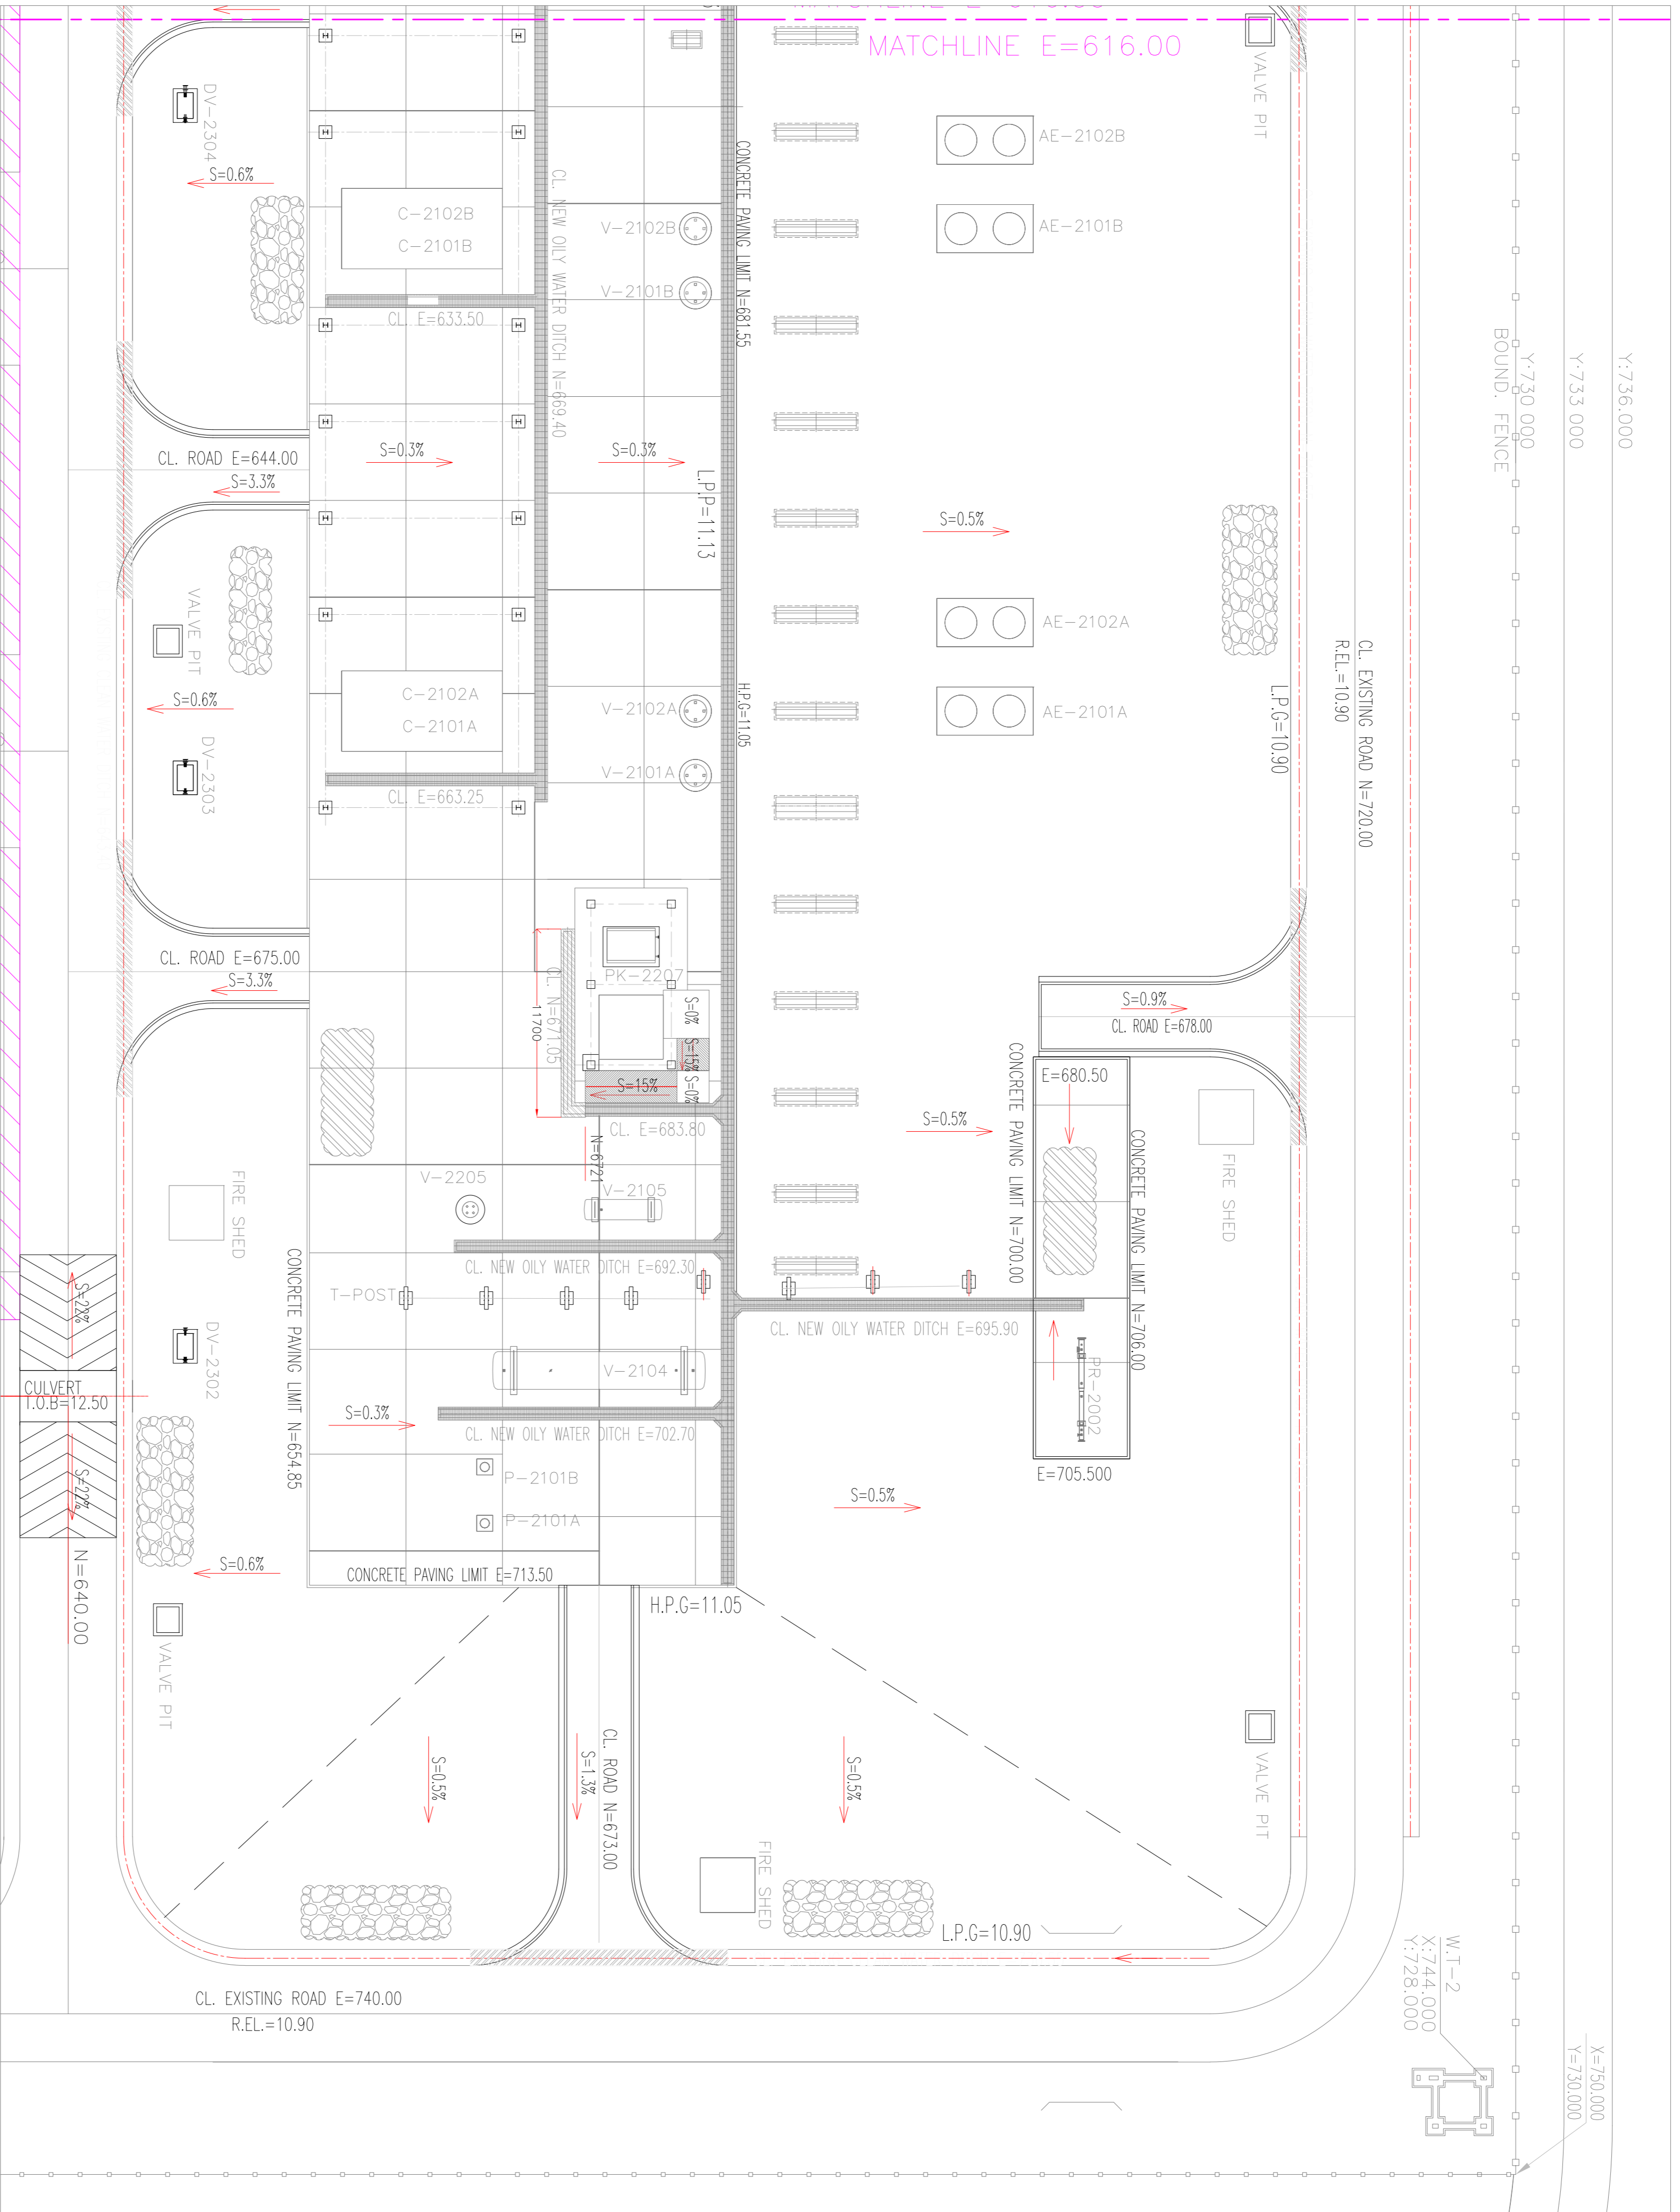 MATCHLINE E=616.00
VALVE PIT
DV-2304
S=0.6%
C-2102B
C-2101B
CL. NEW OILY WATER DITCH N=669.40
V-2102B
V-2101B
CONCRETE PAVING LIMIT N=681.55
AE-2102B
AE-2101B
CL. E=633.50
BOUND. FENCE
Y:730.000
Y:733.000
Y:736.000
CL. ROAD E=644.00
S=3.3%
S=0.3%
S=0.3%
L.P.P=11.13
S=0.5%
VALVE PIT
S=0.6%
DV-2303
C-2102A
C-2101A
V-2102A
V-2101A
H.P.G=11.05
AE-2102A
AE-2101A
L.P.G=10.90
R.EL.=10.90
CL. EXISTING ROAD N=720.00
CL. E=663.25
CL. ROAD E=675.00
S=3.3%
CL. N=671.05
11700
PK-2207
S=0%
S=15%
S=0%
S=15%
CL. E=683.80
N=672.1
S=0.9%
CL. ROAD E=678.00
CONCRETE PAVING LIMIT N=700.00
E=680.50
CONCRETE PAVING LIMIT N=706.00
S=0.5%
FIRE SHED
FIRE SHED
V-2205
V-2105
CL. NEW OILY WATER DITCH E=692.30
T-POST
CL. NEW OILY WATER DITCH E=695.90
V-2104
PR-2002
E=705.500
S=22%
CULVERT
T.O.B=12.50
S=22%
N=640.00
DV-2302
CONCRETE PAVING LIMIT N=654.85
S=0.3%
CL. NEW OILY WATER DITCH E=702.70
P-2101B
P-2101A
S=0.5%
S=0.6%
CONCRETE PAVING LIMIT E=713.50
H.P.G=11.05
VALVE PIT
S=0.5%
S=1.3%
CL. ROAD N=673.00
S=0.5%
VALVE PIT
FIRE SHED
L.P.G=10.90
CL. EXISTING ROAD E=740.00
R.EL.=10.90
W.T-2
X:744.000
Y:728.000
X=750.000
Y=730.000